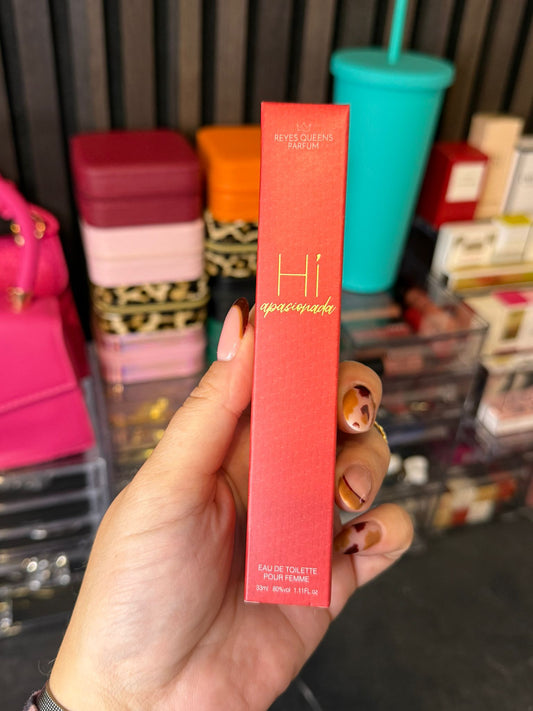 REYES QUEENS
PARFUM
Hi
apasionada
EAU DE TOILETTE
POUR FEMME
33ml 80%vol 1.11FL.oz